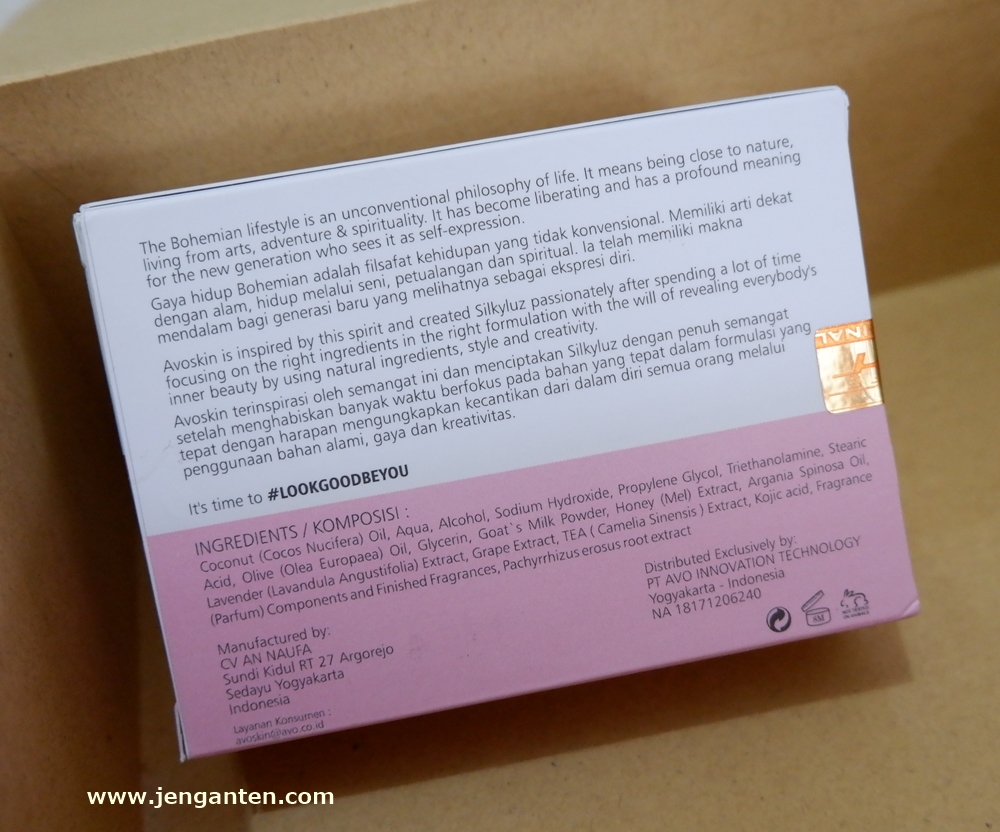 The Bohemian lifestyle is an unconventional philosophy of life. It means being close to nature,
living from arts, adventure & spirituality. It has become liberating and has a profound meaning
for the new generation who sees it as self-expression.
Gaya hidup Bohemian adalah filsafat kehidupan yang tidak konvensional. Memiliki arti dekat
dengan alam, hidup melalui seni, petualangan dan spiritual. Ia telah memiliki makna
mendalam bagi generasi baru yang melihatnya sebagai ekspresi diri.
Avoskin is inspired by this spirit and created Silkyluz passionately after spending a lot of time
focusing on the right ingredients in the right formulation with the will of revealing everybody's
inner beauty by using natural ingredients, style and creativity.
Avoskin terinspirasi oleh semangat ini dan menciptakan Silkyluz dengan penuh semangat
setelah menghabiskan banyak waktu berfokus pada bahan yang tepat dalam formulasi yang
tepat dengan harapan mengungkapkan kecantikan dari dalam diri semua orang melalui
penggunaan bahan alami, gaya dan kreativitas.
It's time to #LOOKGOODBEYOU
INGREDIENTS / KOMPOSISI :
Coconut (Cocos Nucifera) Oil, Aqua, Alcohol, Sodium Hydroxide, Propylene Glycol, Triethanolamine, Stearic
Acid, Olive (Olea Europaea) Oil, Glycerin, Goat`s Milk Powder, Honey (Mel) Extract, Argania Spinosa Oil,
Lavender (Lavandula Angustifolia) Extract, Grape Extract, TEA ( Camelia Sinensis ) Extract, Kojic acid, Fragrance
(Parfum) Components and Finished Fragrances, Pachyrrhizus erosus root extract
Distributed Exclusively by:
PT AVO INNOVATION TECHNOLOGY
Yogyakarta - Indonesia
NA 18171206240
Manufactured by:
CV AN NAUFA
Sundi Kidul RT 27 Argorejo
Sedayu Yogyakarta
Indonesia
Layanan Konsumen :
avoskin@avo.co.id
www.jenganten.com